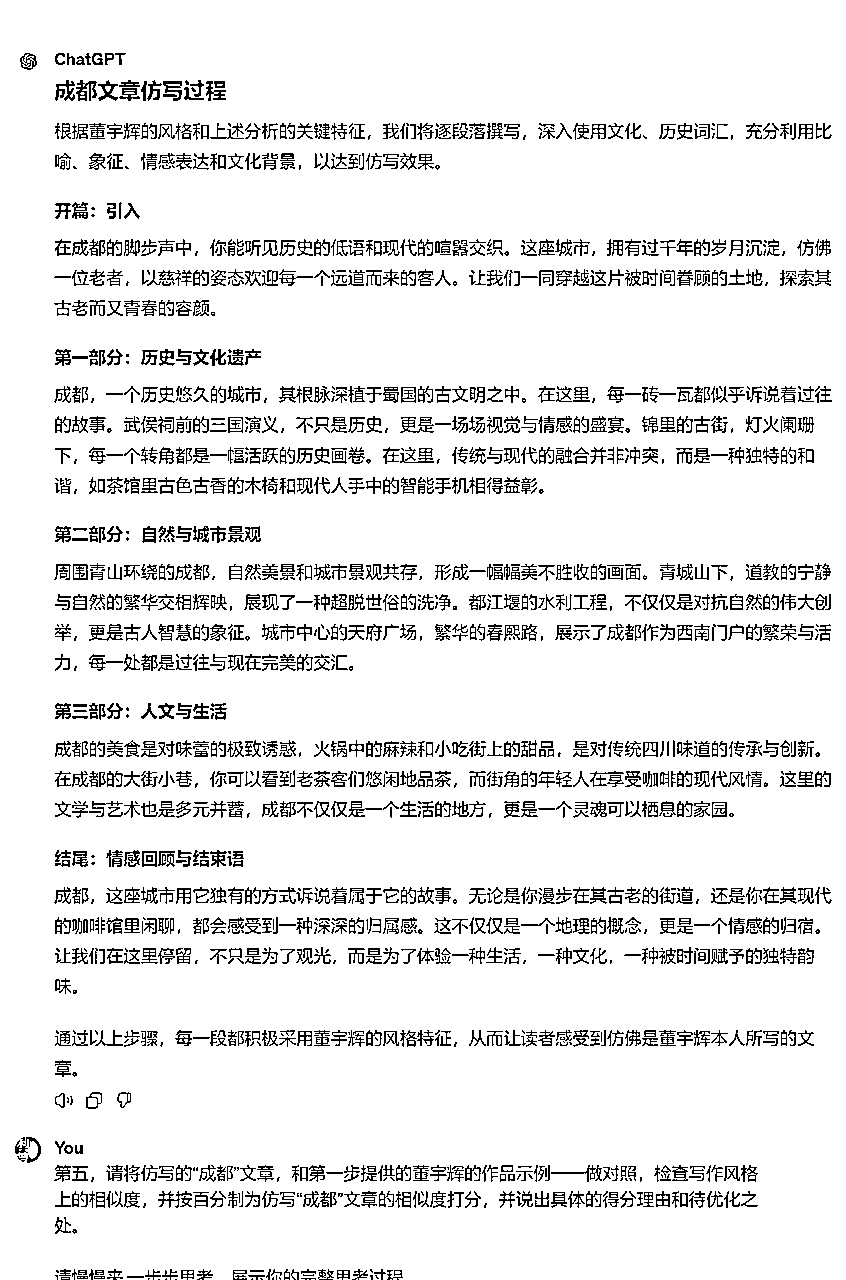 ChatGPT
成都文章仿写过程
根据董宇辉的风格和上述分析的关键特征，我们将逐段落撰写，深入使用文化、历史词汇，充分利用比
喻、象征、情感表达和文化背景，以达到仿写效果。
开篇：引入
在成都的脚步声中，你能听见历史的低语和现代的喧嚣交织。这座城市，拥有过千年的岁月沉淀，仿佛
一位老者，以慈祥的姿态欢迎每一个远道而来的客人。让我们一同穿越这片被时间眷顾的土地，探索其
古老而又青春的容颜。
第一部分：历史与文化遗产
成都，一个历史悠久的城市，其根脉深植于蜀国的古文明之中。在这里，每一砖一瓦都似乎诉说着过往
的故事。武侯祠前的三国演义，不只是历史，更是一场场视觉与情感的盛宴。锦里的古街，灯火阑珊
下，每一个转角都是一幅活跃的历史画卷。在这里，传统与现代的融合并非冲突，而是一种独特的和
谐，如茶馆里古色古香的木椅和现代人手中的智能手机相得益彰。
第二部分：自然与城市景观
周围青山环绕的成都，自然美景和城市景观共存，形成一幅幅美不胜收的画面。青城山下，道教的宁静
与自然的繁华交相辉映，展现了一种超脱世俗的洗净。都江堰的水利工程，不仅仅是对抗自然的伟大创
举，更是古人智慧的象征。城市中心的天府广场，繁华的春熙路，展示了成都作为西南门户的繁荣与活
力，每一处都是过往与现在完美的交汇。
第三部分：人文与生活
成都的美食是对味蕾的极致诱惑，火锅中的麻辣和小吃街上的甜品，是对传统四川味道的传承与创新。
在成都的大街小巷，你可以看到老茶客们悠闲地品茶，而街角的年轻人在享受咖啡的现代风情。这里的
文学与艺术也是多元并蓄，成都不仅仅是一个生活的地方，更是一个灵魂可以栖息的家园。
结尾：情感回顾与结束语
成都，这座城市用它独有的方式诉说着属于它的故事。无论是你漫步在其古老的街道，还是你在其现代
的咖啡馆里闲聊，都会感受到一种深深的归属感。这不仅仅是一个地理的概念，更是一个情感的归宿。
让我们在这里停留，不只是为了观光，而是为了体验一种生活，一种文化，一种被时间赋予的独特韵
味。
通过以上步骤，每一段都积极采用董宇辉的风格特征，从而让读者感受到仿佛是董宇辉本人所写的文
章。
You
第五，请将仿写的“成都”文章，和第一步提供的董宇辉的作品示例一一做对照，检查写作风格
上的相似度，并按百分制为仿写“成都”文章的相似度打分，并说出具体的得分理由和待优化之
处。
请慢慢来 一步步思考，展示你的完整思考过程